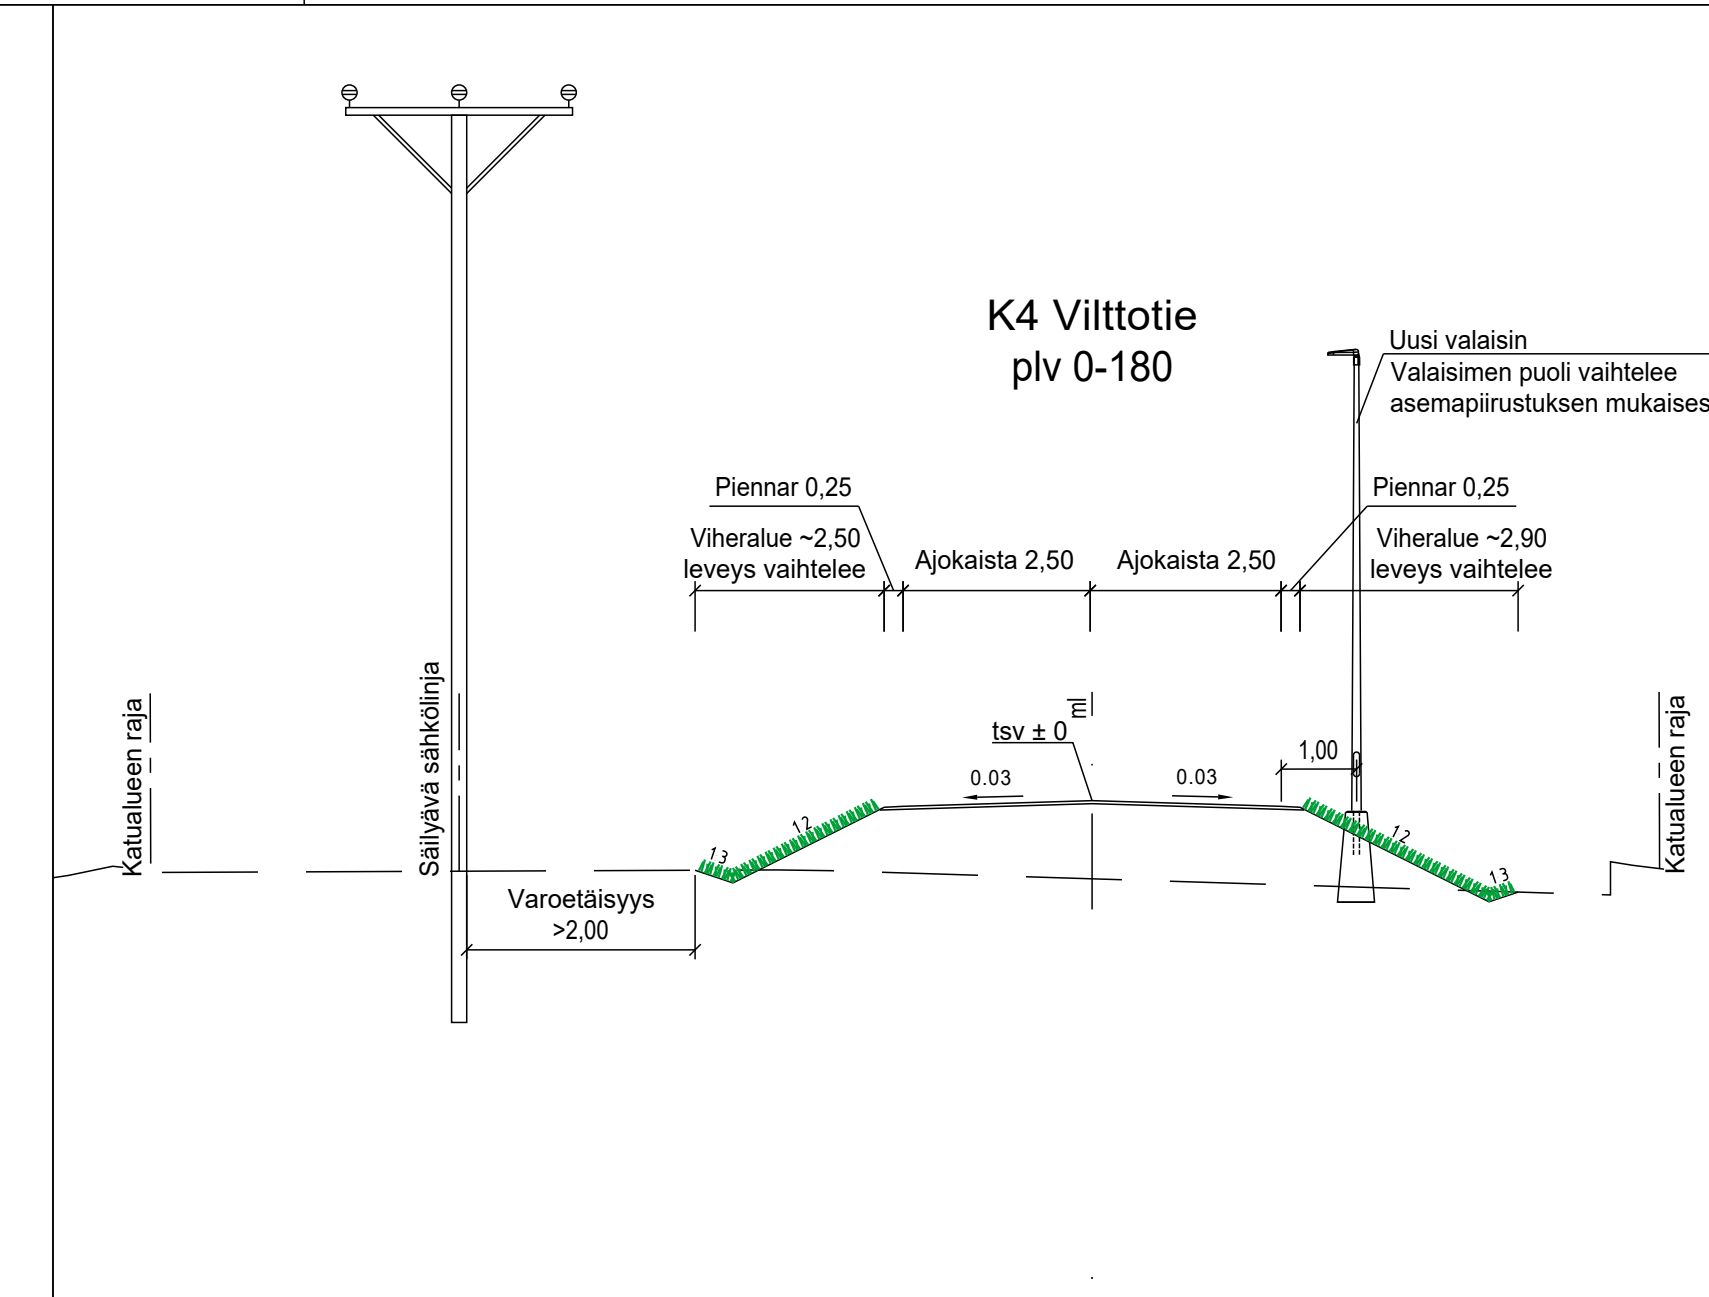 K4 Vilttotie
plv 0-180
Uusi valaisin
Valaisimen puoli vaihtelee
asemapiirustuksen mukaises
Piennar 0,25
Piennar 0,25
Viheralue ~2,50
leveys vaihtelee
Ajokaista 2,50
Ajokaista 2,50
Viheralue ~2,90
leveys vaihtelee
Katualueen raja
Säilyävä sähkölinja
ml
tsv ± 0
0.03
0.03
1,00
Katualueen raja
1 2
1 3
1 2
1 3
Varoetäisyys
>2,00